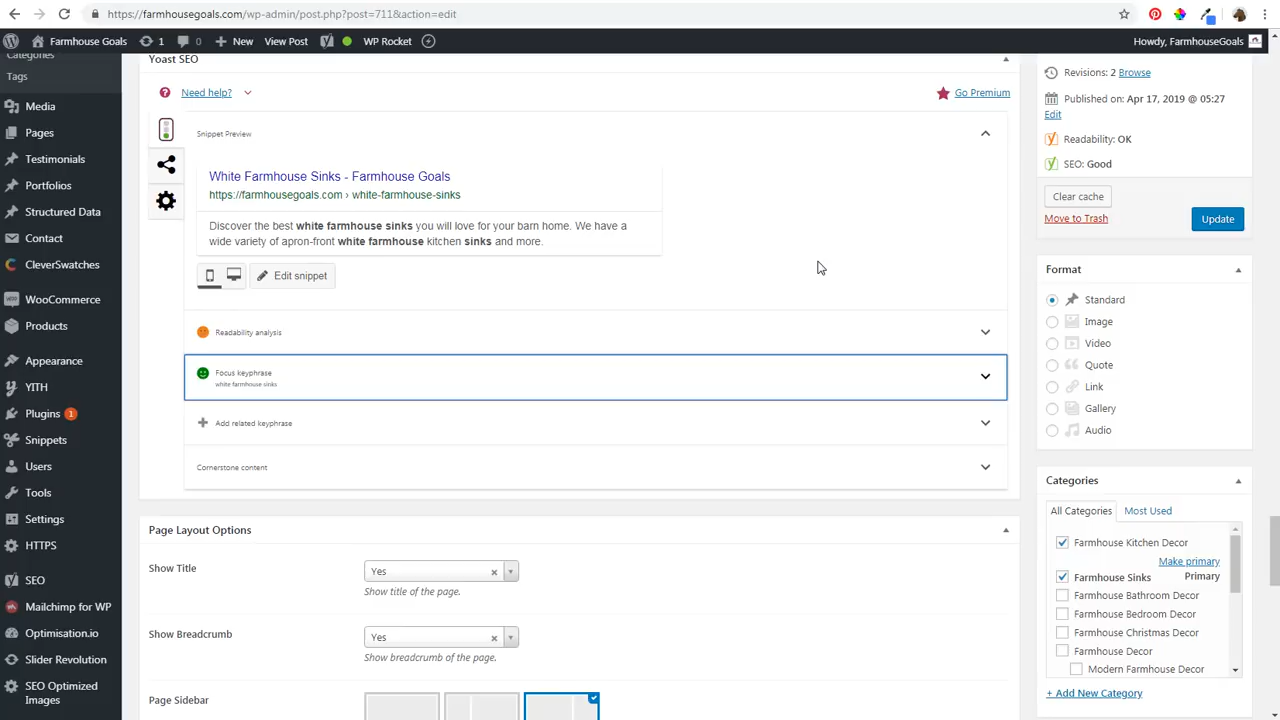 https://farmhousegoals.com/wp-admin/post.php?post=711&action=edit
Farmhouse Goals
1
0
New
View Post
WP Rocket
Howdy, FarmhouseGoals
Categories
Tags
Media
Pages
Testimonials
Portfolios
Structured Data
Contact
CleverSwatches
WooCommerce
Products
Appearance
YITH
Plugins 1
Snippets
Users
Tools
Settings
HTTPS
SEO
Mailchimp for WP
Optimisation.io
Slider Revolution
SEO Optimized
Images
Yoast SEO
Need help?
Go Premium
Snippet Preview
White Farmhouse Sinks - Farmhouse Goals
https://farmhousegoals.com › white-farmhouse-sinks
Discover the best white farmhouse sinks you will love for your barn home. We have a
wide variety of apron-front white farmhouse kitchen sinks and more.
Edit snippet
Readability analysis
Focus keyphrase
white farmhouse sinks
Add related keyphrase
Cornerstone content
Page Layout Options
Show Title
Yes
Show title of the page.
Show Breadcrumb
Yes
Show breadcrumb of the page.
Page Sidebar
Revisions: 2 Browse
Published on: Apr 17, 2019 @ 05:27
Edit
Readability: OK
SEO: Good
Clear cache
Move to Trash
Update
Format
Standard
Image
Video
Quote
Link
Gallery
Audio
Categories
All Categories
Most Used
Farmhouse Kitchen Decor
Make primary
Farmhouse Sinks
Primary
Farmhouse Bathroom Decor
Farmhouse Bedroom Decor
Farmhouse Christmas Decor
Farmhouse Decor
Modern Farmhouse Decor
+ Add New Category